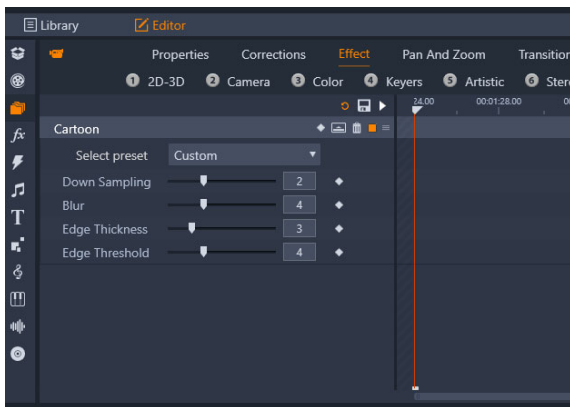 Library Editor
Properties Corrections Effect Pan And Zoom Transition
1 2D-3D 2 Camera 3 Color 4 Keyers 5 Artistic 6 Stere
24.00 00:01:28.00
Cartoon
fx
Select preset Custom
Down Sampling 2
Blur 4
T
Edge Thickness 3
Edge Threshold 4